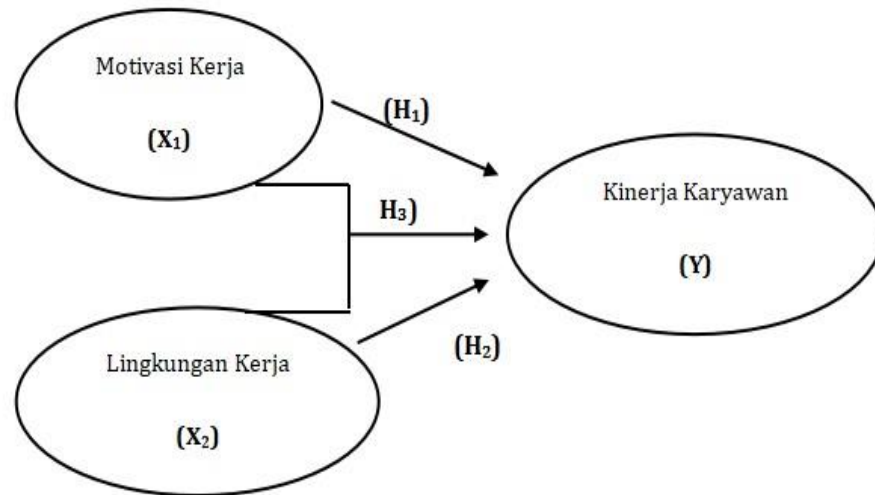 Motivasi Kerja
(X₁)
(H₁)
Kinerja Karyawan
(Y)
H₃)
Lingkungan Kerja
(X₂)
(H₂)